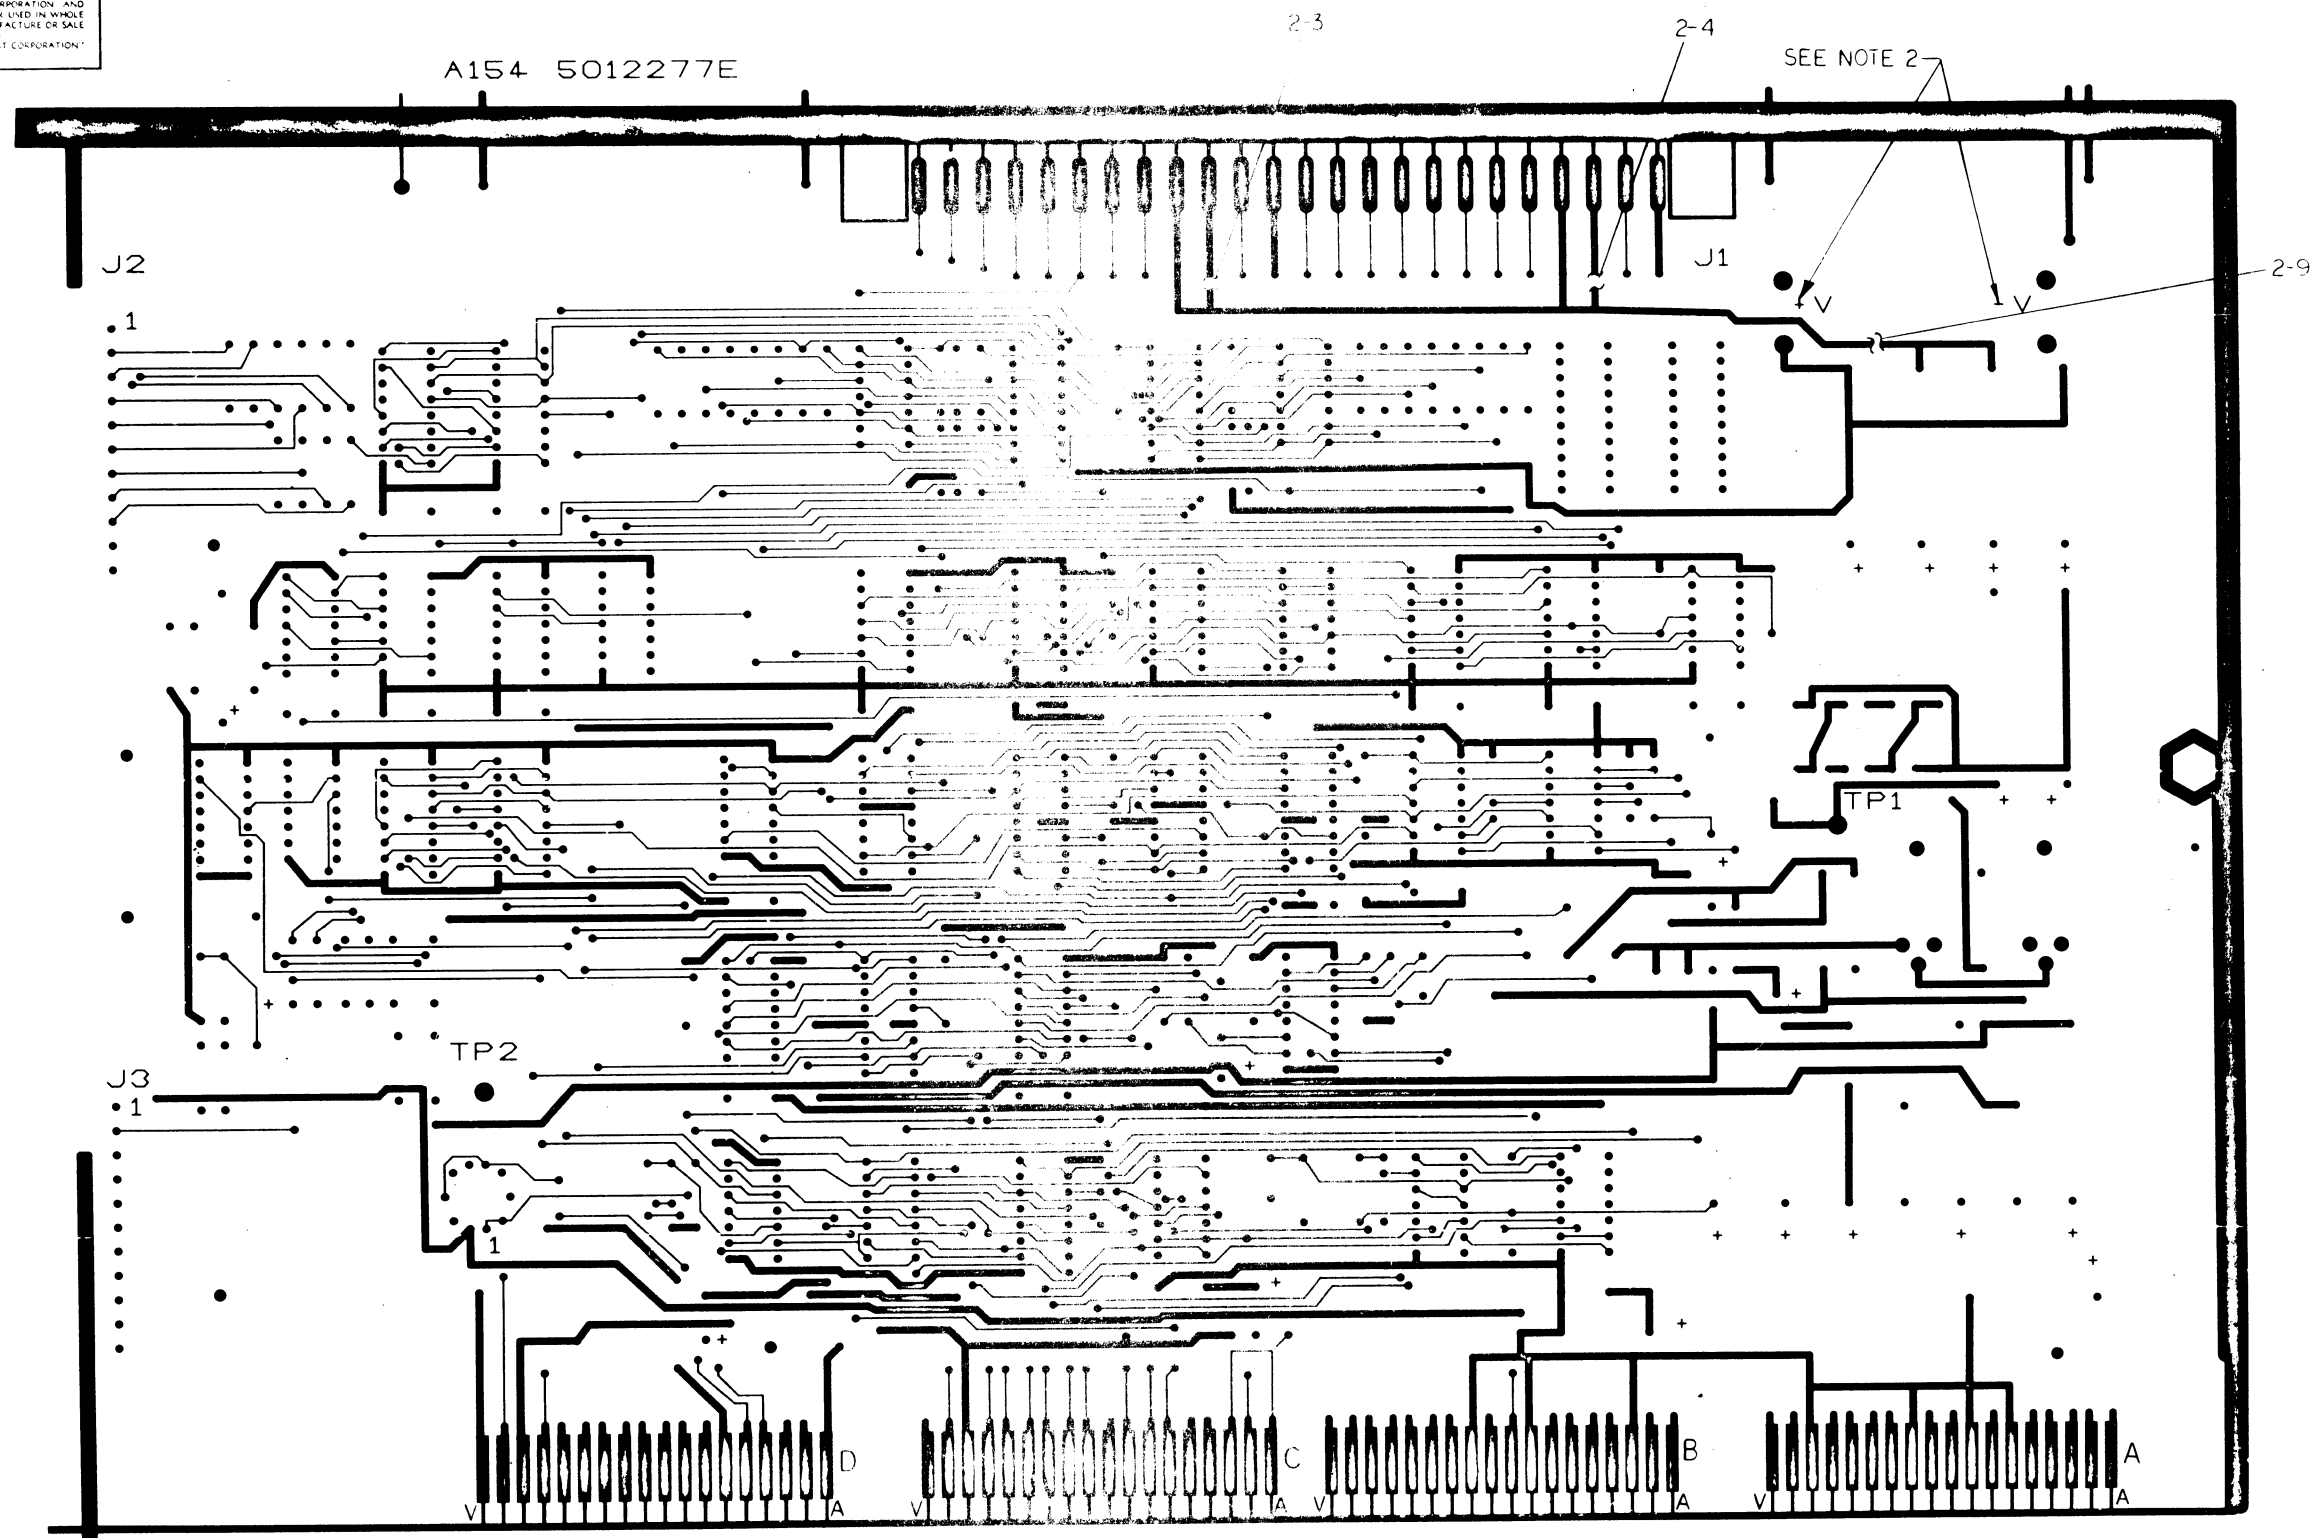 RPORATION AND
R USED IN WHOLE
FACTURE OR SALE
T CORPORATION"
A154 5012277E
2-3
2-4
SEE NOTE 2
J2
J1
2-9
+ V
V
1
TP1
TP2
J3
1
1
D
C
B
A
V
A
V
A
V
A
V
A